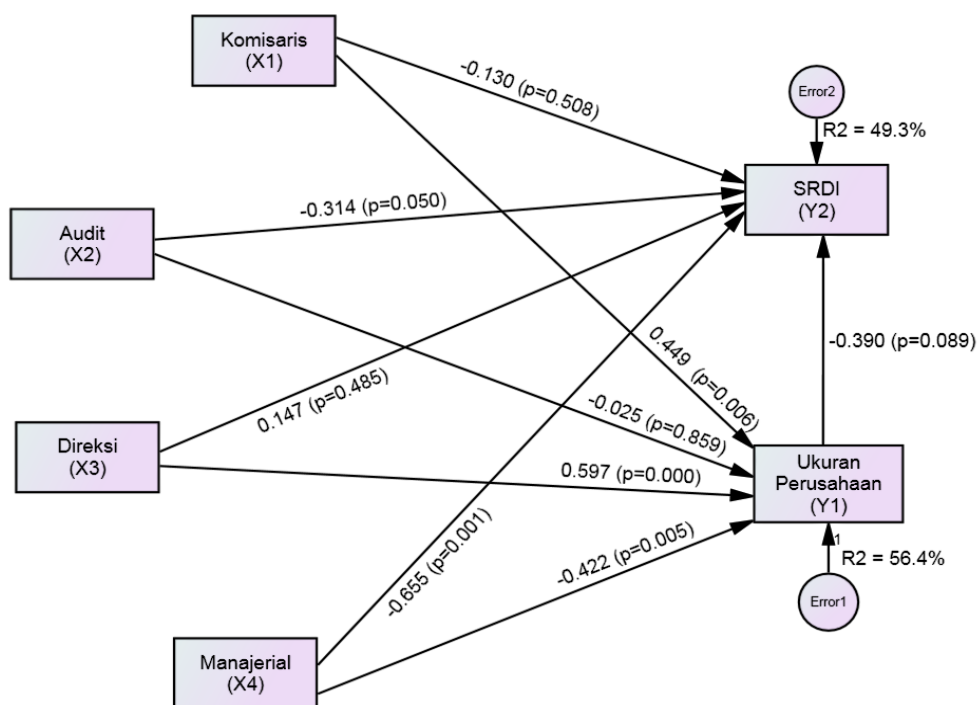 Komisaris
(X1)
-0.130 (p=0.508)
Error2
R2 = 49.3%
SRDI
(Y2)
-0.314 (p=0.050)
Audit
(X2)
0.449 (p=0.006)
-0.390 (p=0.089)
0.147 (p=0.485)
-0.025 (p=0.859)
Direksi
(X3)
0.597 (p=0.000)
Ukuran
Perusahaan
(Y1)
-0.655 (p=0.001)
-0.422 (p=0.005)
1
R2 = 56.4%
Error1
Manajerial
(X4)